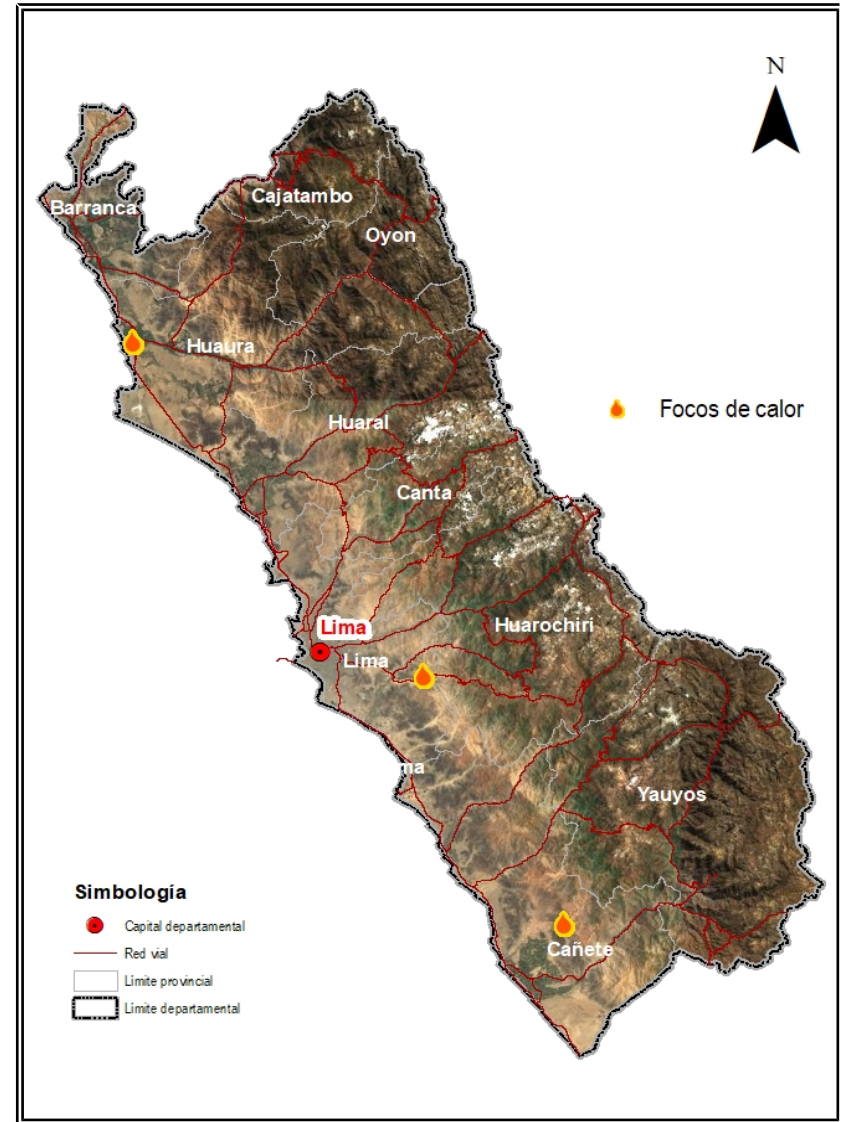 N
Barranca
Cajatambo
Oyon
Huaura
Focos de calor
Huaral
Canta
Lima
Huarochiri
Lima
ma
Yauyos
Simbología
Capital departamental
Red vial
Límite provincial
Límite departamental
Cañete